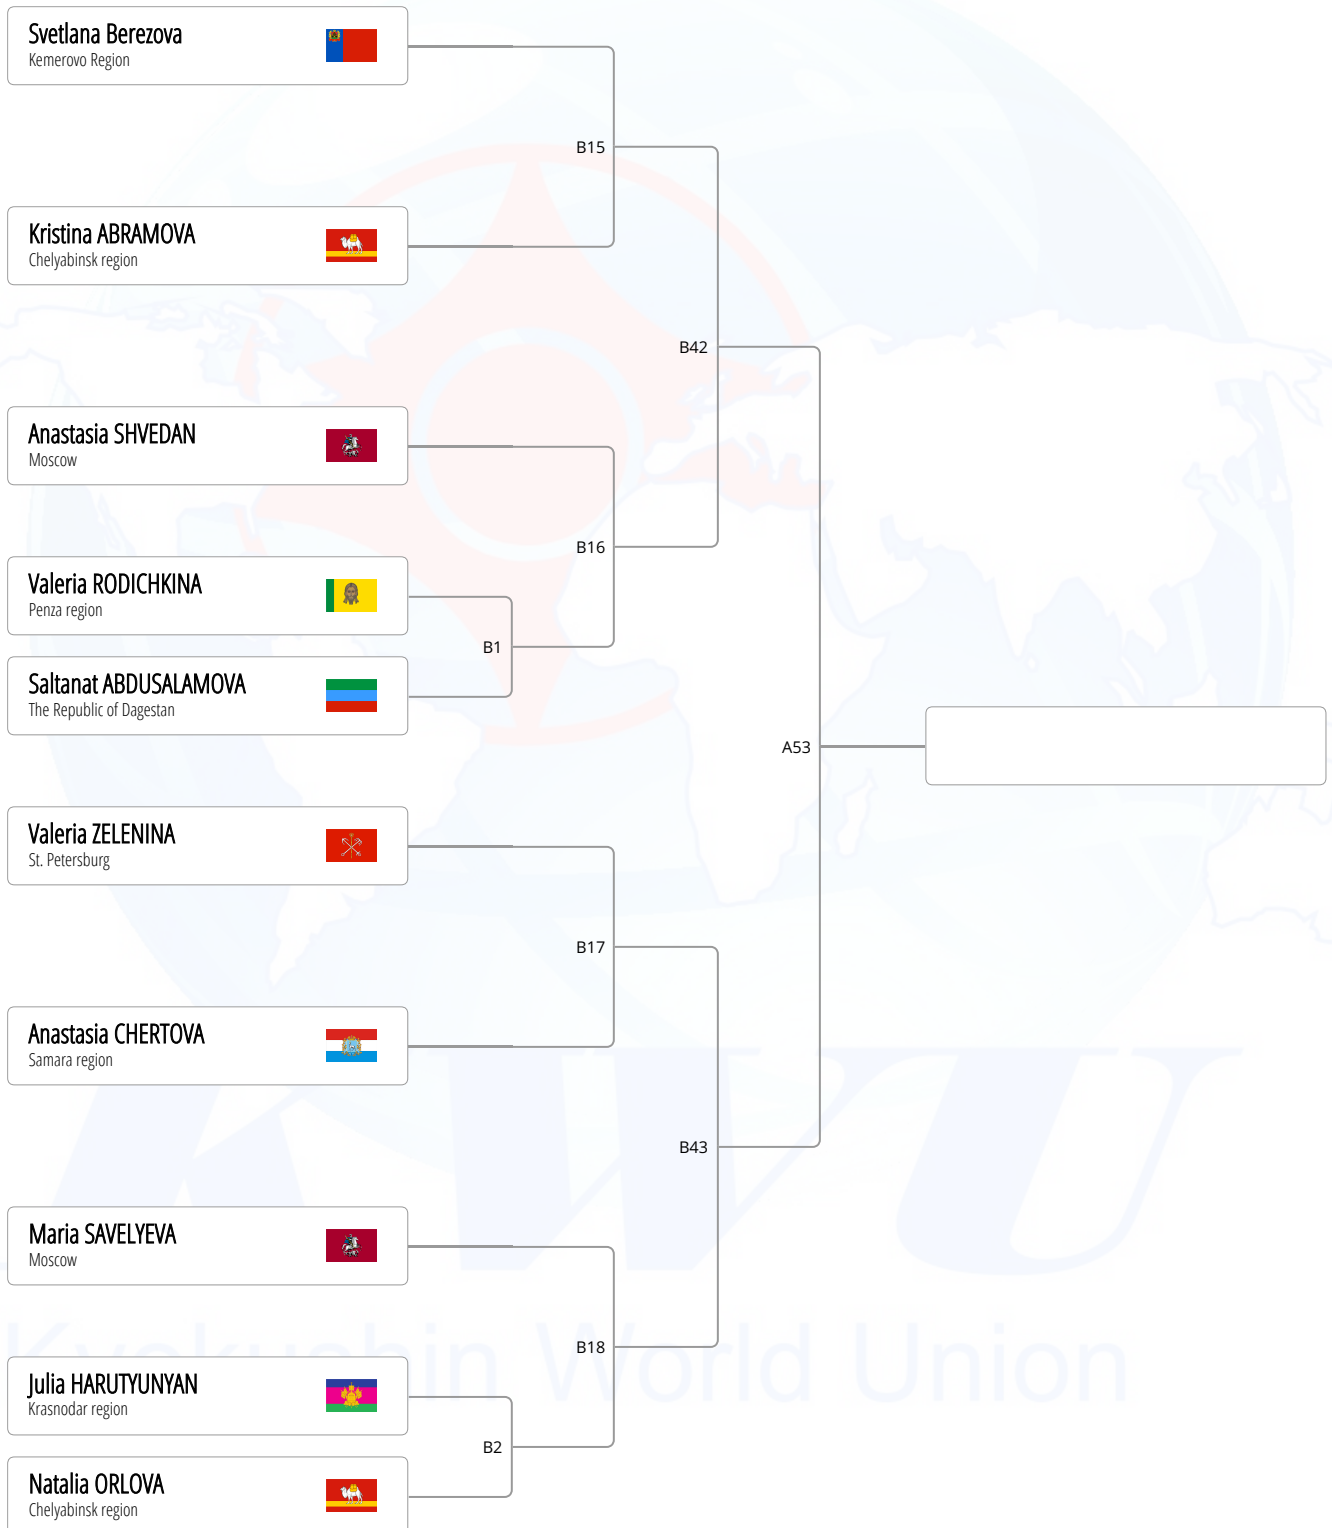 Svetlana Berezova
Kemerovo Region
B15
Kristina ABRAMOVA
Chelyabinsk region
B42
Anastasia SHVEDAN
Moscow
B16
Valeria RODICHKINA
Penza region
B1
Saltanat ABDUSALAMOVA
The Republic of Dagestan
A53
Valeria ZELENINA
St. Petersburg
B17
Anastasia CHERTOVA
Samara region
KWU
B43
Maria SAVELYEVA
Moscow
Kyokushin World Union
B18
Julia HARUTYUNYAN
Krasnodar region
B2
Natalia ORLOVA
Chelyabinsk region